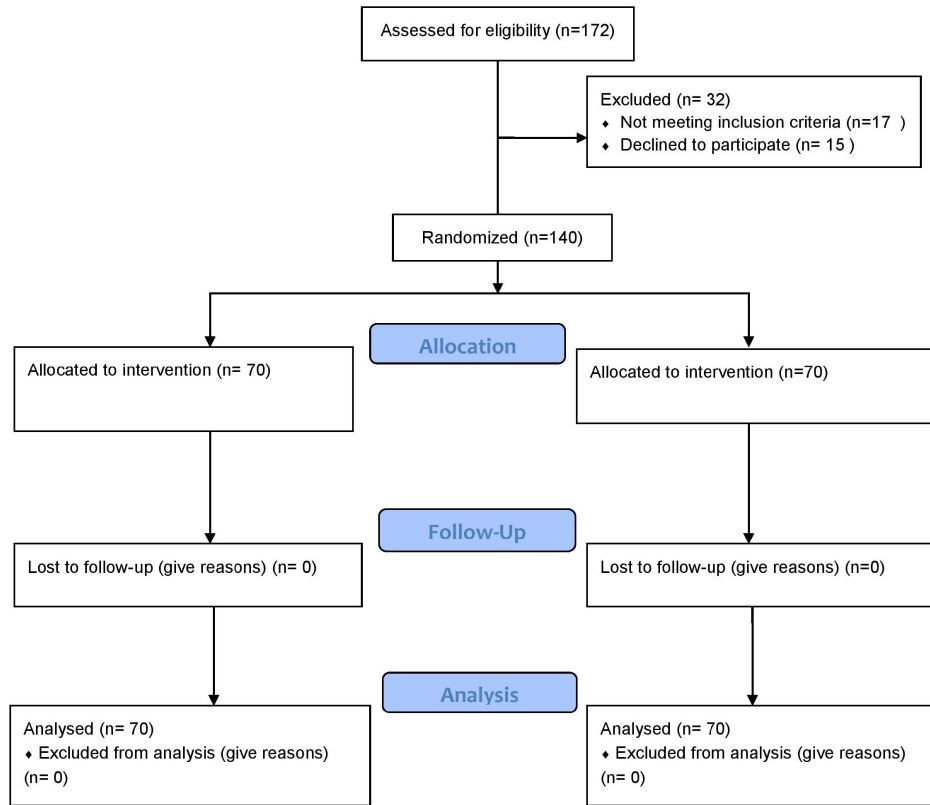 Assessed for eligibility (n=172)
Excluded (n= 32)
♦ Not meeting inclusion criteria (n=17 )
♦ Declined to participate (n= 15 )
Randomized (n=140)
Allocation
Allocated to intervention (n= 70)
Allocated to intervention (n=70)
Follow-Up
Lost to follow-up (give reasons) (n= 0)
Lost to follow-up (give reasons) (n=0)
Analysis
Analysed (n= 70)
♦ Excluded from analysis (give reasons)
(n= 0)
Analysed (n= 70)
♦ Excluded from analysis (give reasons)
(n= 0)